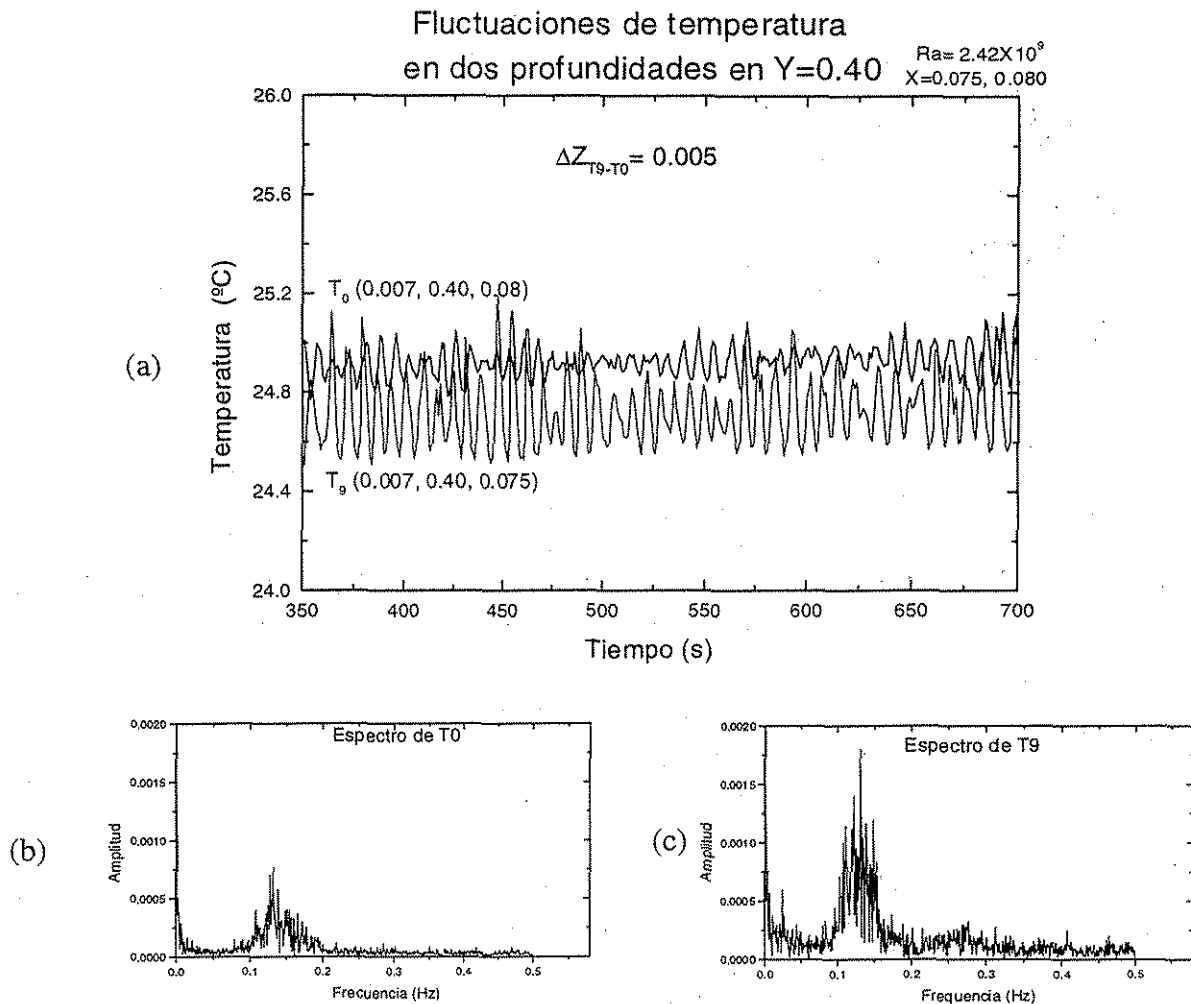 Fluctuaciones de temperatura
en dos profundidades en Y=0.40
Ra= 2.42X10⁹
X=0.075, 0.080
(a)
Temperatura (ºC)
26.0
25.6
25.2
24.8
24.4
24.0
ΔZ_T9-T0= 0.005
T₀ (0.007, 0.40, 0.08)
T₉ (0.007, 0.40, 0.075)
350 400 450 500 550 600 650 700
Tiempo (s)
(b)
Amplitud
0,0020
0,0015
0,0010
0,0005
0,0000
Espectro de T0
0.0 0.1 0.2 0.3 0.4 0.5
Frecuencia (Hz)
(c)
Amplitud
0,0020
0,0015
0,0010
0,0005
0,0000
Espectro de T9
0.0 0.1 0.2 0.3 0.4 0.5
Frequencia (Hz)